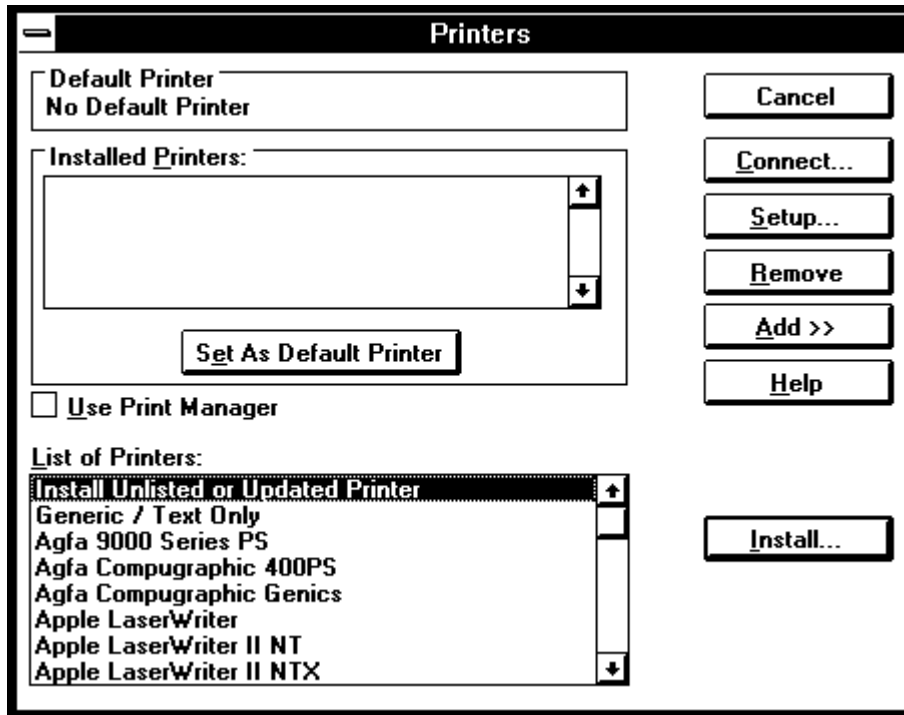 Printers
Default Printer
No Default Printer
Cancel
Installed Printers:
Connect...
Setup...
Remove
Add >>
Set As Default Printer
Help
Use Print Manager
List of Printers:
Install Unlisted or Updated Printer
Generic / Text Only
Agfa 9000 Series PS
Install...
Agfa Compugraphic 400PS
Agfa Compugraphic Genics
Apple LaserWriter
Apple LaserWriter II NT
Apple LaserWriter II NTX